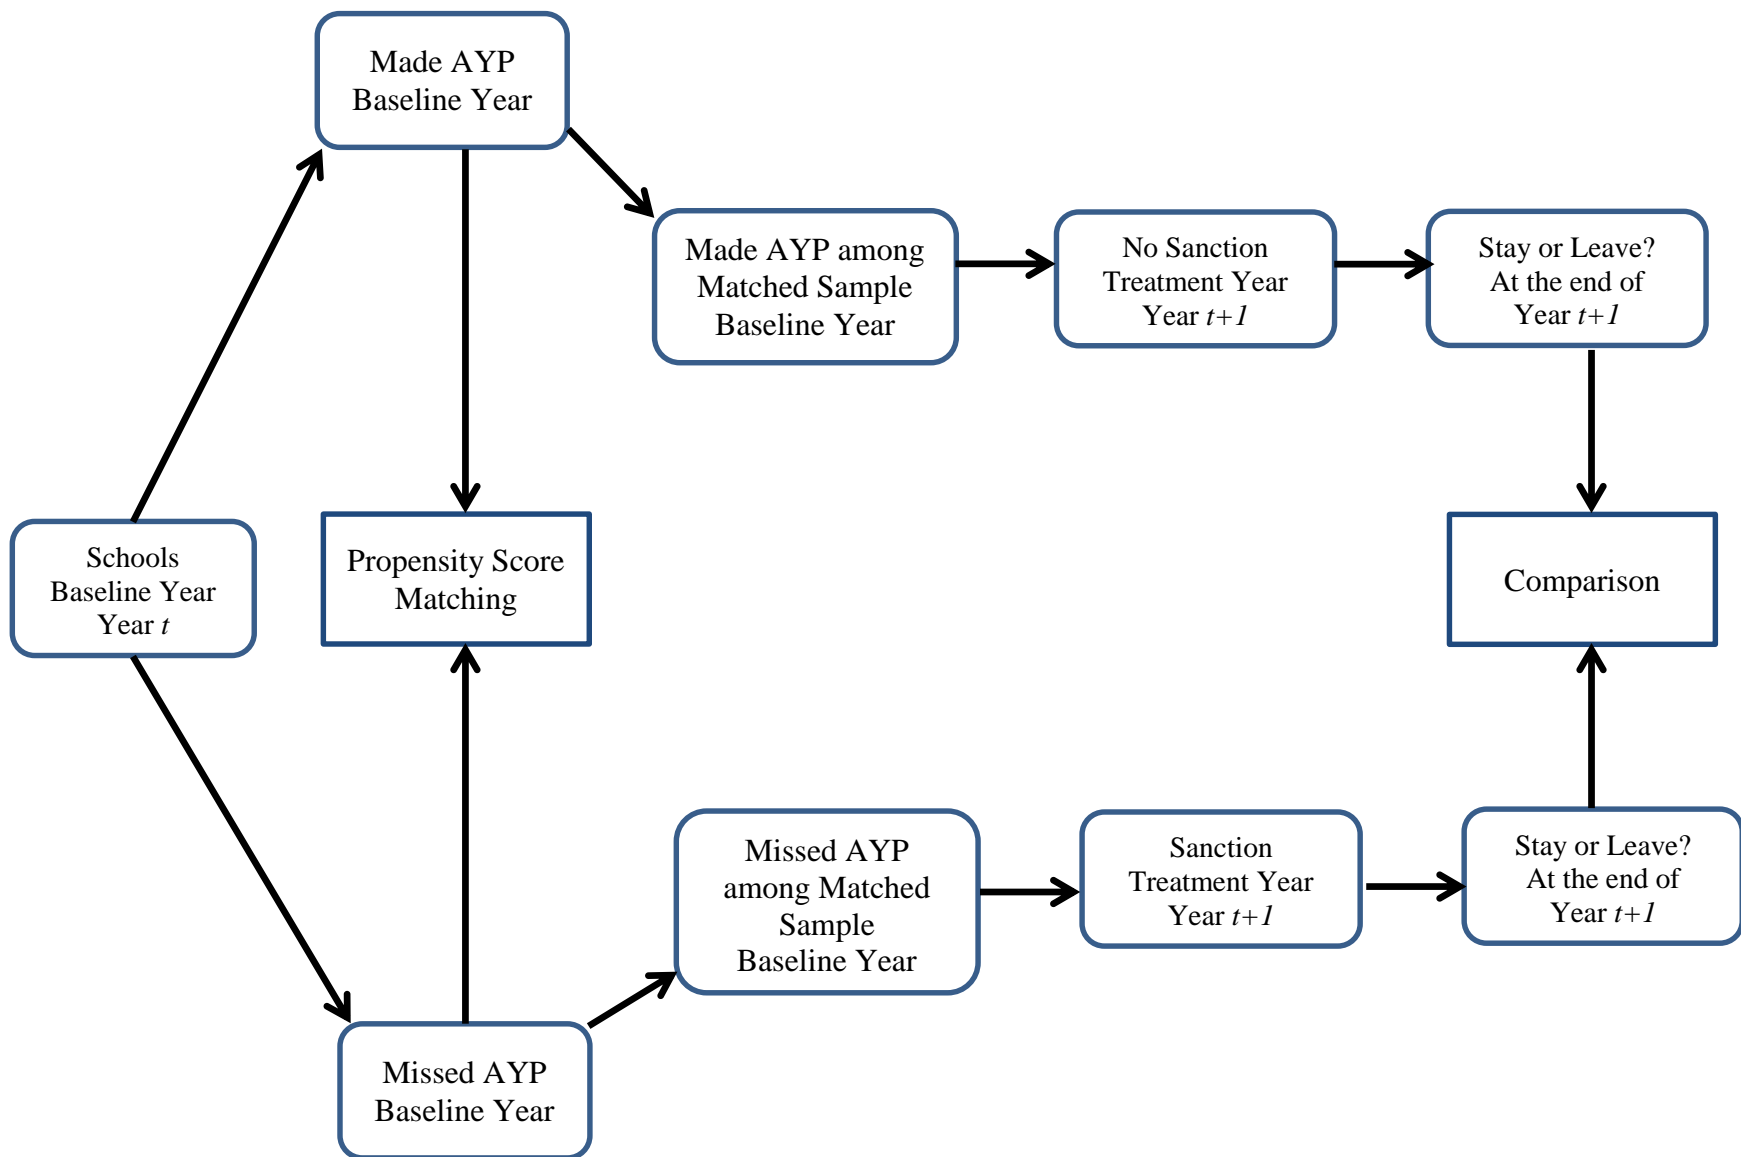 Made AYP
Baseline Year
Made AYP among
Matched Sample
Baseline Year
No Sanction
Treatment Year
Year t+1
Stay or Leave?
At the end of
Year t+1
Schools
Baseline Year
Year t
Propensity Score
Matching
Comparison
Missed AYP
among Matched
Sample
Baseline Year
Sanction
Treatment Year
Year t+1
Stay or Leave?
At the end of
Year t+1
Missed AYP
Baseline Year